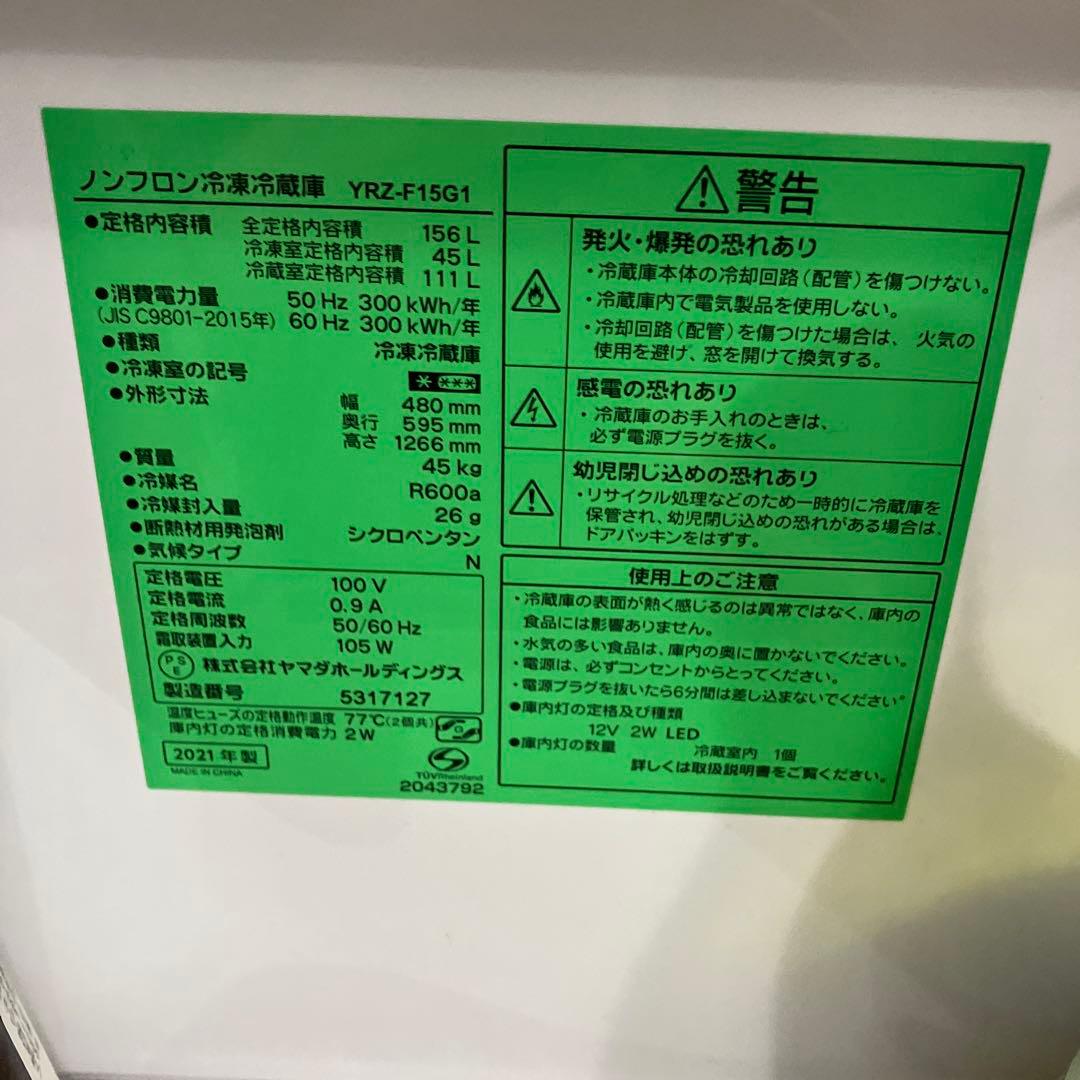 ノンフロン冷凍冷蔵庫 YRZ-F15G1
●定格内容積 全定格内容積 156 L
冷凍室定格内容積 45 L
冷蔵室定格内容積 111 L
●消費電力量 50 Hz 300 kWh/年
(JIS C9801-2015年) 60 Hz 300 kWh/年
●種類 冷凍冷蔵庫
●冷凍室の記号 * ***
●外形寸法 幅 480 mm
奥行 595 mm
高さ 1266 mm
●質量 45 kg
●冷媒名 R600a
●冷媒封入量 26 g
●断熱材用発泡剤 シクロペンタン
●気候タイプ N
定格電圧 100 V
定格電流 0.9 A
定格周波数 50/60 Hz
霜取装置入力 105 W
PSE 株式会社ヤマダホールディングス
製造番号 5317127
温度ヒューズの定格動作温度 77℃(2個共)
庫内灯の定格消費電力 2W
2021年製
MADE IN CHINA
TÜVRheinland
2043792
警告
発火・爆発の恐れあり
・冷蔵庫本体の冷却回路(配管)を傷つけない。
・冷蔵庫内で電気製品を使用しない。
・冷却回路(配管)を傷つけた場合は、火気の
使用を避け、窓を開けて換気する。
感電の恐れあり
・冷蔵庫のお手入れのときは、
必ず電源プラグを抜く。
幼児閉じ込めの恐れあり
・リサイクル処理などのため一時的に冷蔵庫を
保管され、幼児閉じ込めの恐れがある場合は、
ドアパッキンをはずす。
使用上のご注意
・冷蔵庫の表面が熱く感じるのは異常ではなく、庫内の
食品には影響ありません。
・水気の多い食品は、庫内の奥に置かないでください。
・電源は、必ずコンセントからとってください。
・電源プラグを抜いたら6分間は差し込まないでください。
●庫内灯の定格及び種類
12V 2W LED
●庫内灯の数量 冷蔵室内 1個
詳しくは取扱説明書をご覧ください。